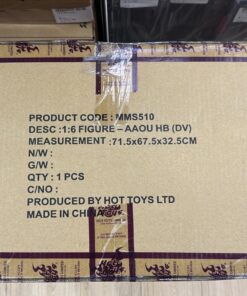 PRODUCT CODE : MMS510
DESC : 1:6 FIGURE – AAOU HB (DV)
MEASUREMENT : 71.5x67.5x32.5CM
N/W :
G/W :
QTY : 1 PCS
C/NO :
PRODUCED BY HOT TOYS LTD
MADE IN CHINA